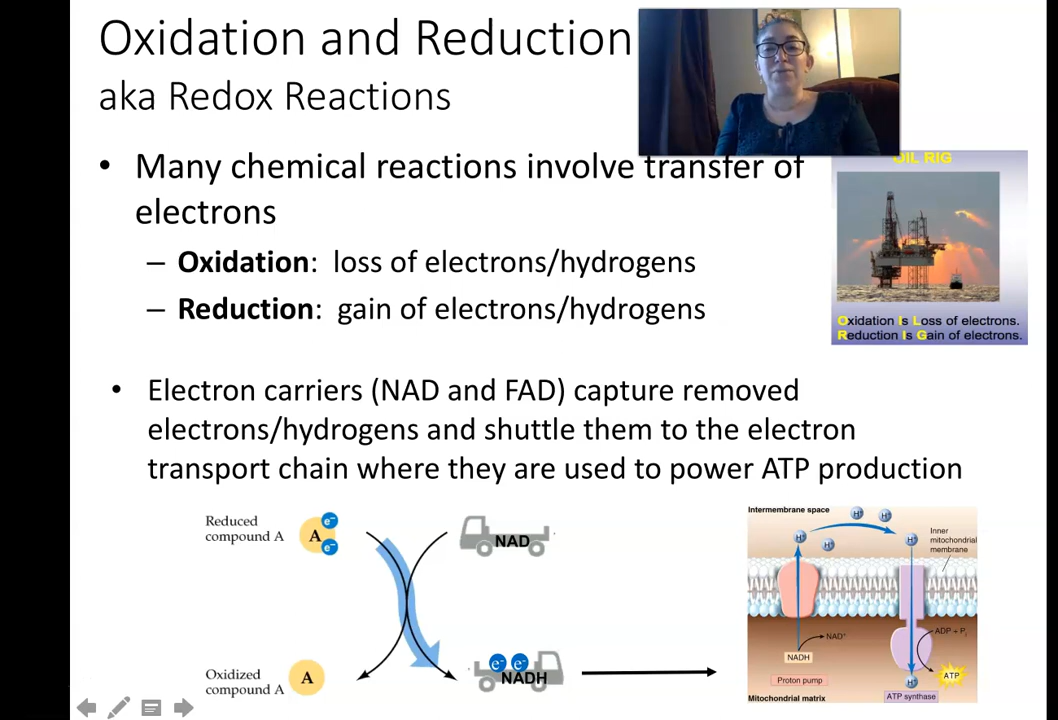 Oxidation and Reduction
aka Redox Reactions
• Many chemical reactions involve transfer of
electrons
– Oxidation: loss of electrons/hydrogens
– Reduction: gain of electrons/hydrogens
OIL RIG
Oxidation Is Loss of electrons.
Reduction Is Gain of electrons.
• Electron carriers (NAD and FAD) capture removed
electrons/hydrogens and shuttle them to the electron
transport chain where they are used to power ATP production
Reduced
compound A
A
e⁻
e⁻
NAD
Oxidized
compound A
A
e⁻ e⁻
NADH
Intermembrane space
H⁺
H⁺
H⁺
H⁺
H⁺
Inner
mitochondrial
membrane
NAD⁺
NADH
ADP + Pᵢ
ATP
H⁺
Proton pump
ATP synthase
Mitochondrial matrix